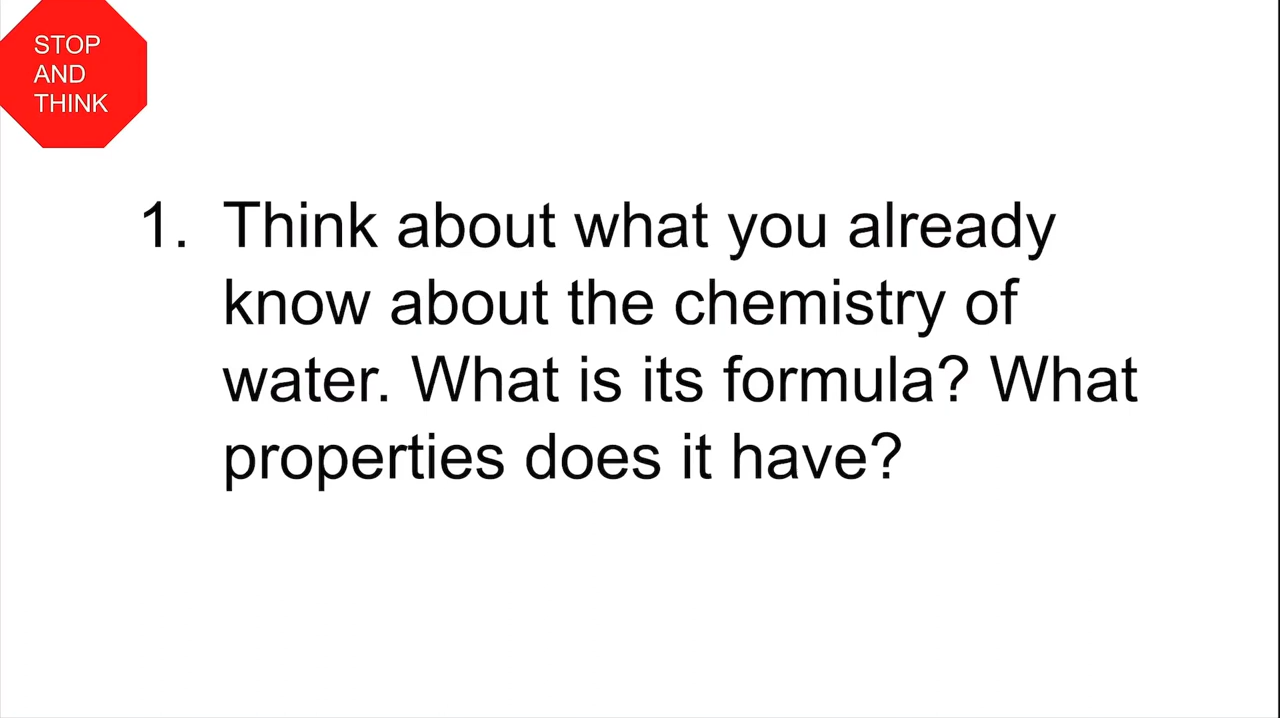 STOP
AND
THINK
1. Think about what you already
know about the chemistry of
water. What is its formula? What
properties does it have?